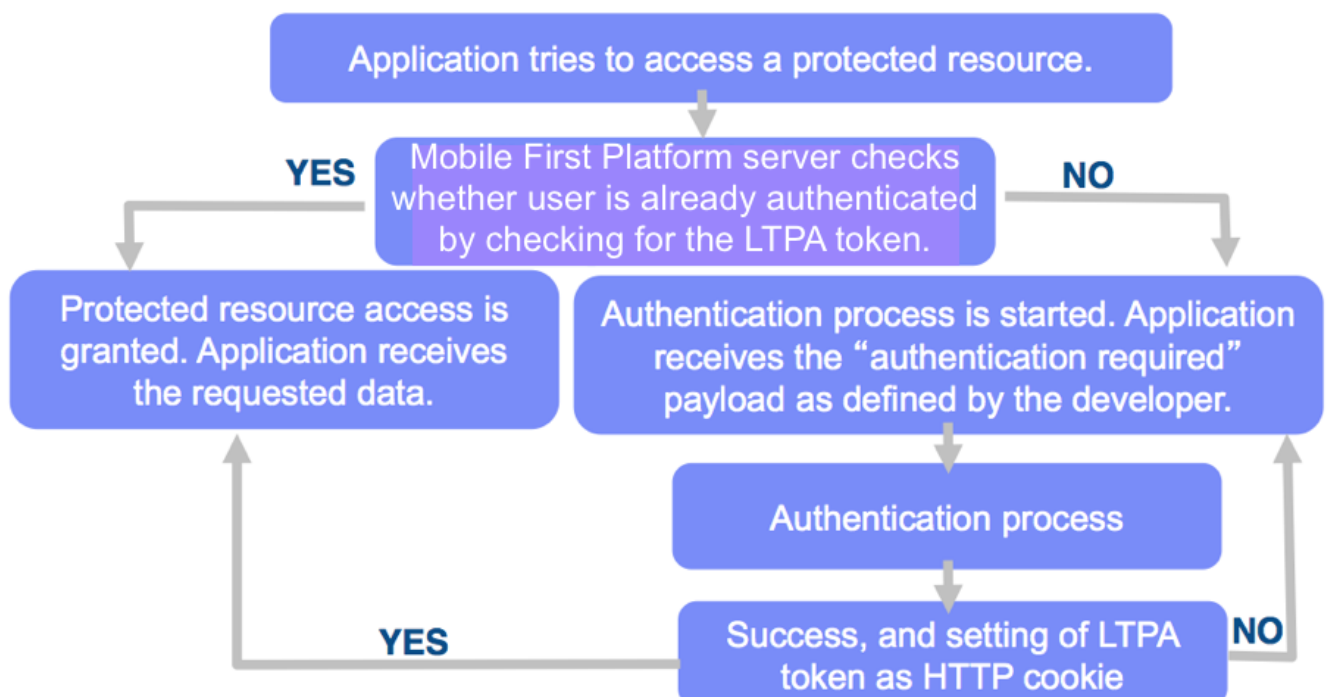 Application tries to access a protected resource.
YES
Mobile First Platform server checks
whether user is already authenticated
by checking for the LTPA token.
NO
Protected resource access is
granted. Application receives
the requested data.
Authentication process is started. Application
receives the “authentication required”
payload as defined by the developer.
Authentication process
YES
Success, and setting of LTPA
token as HTTP cookie
NO